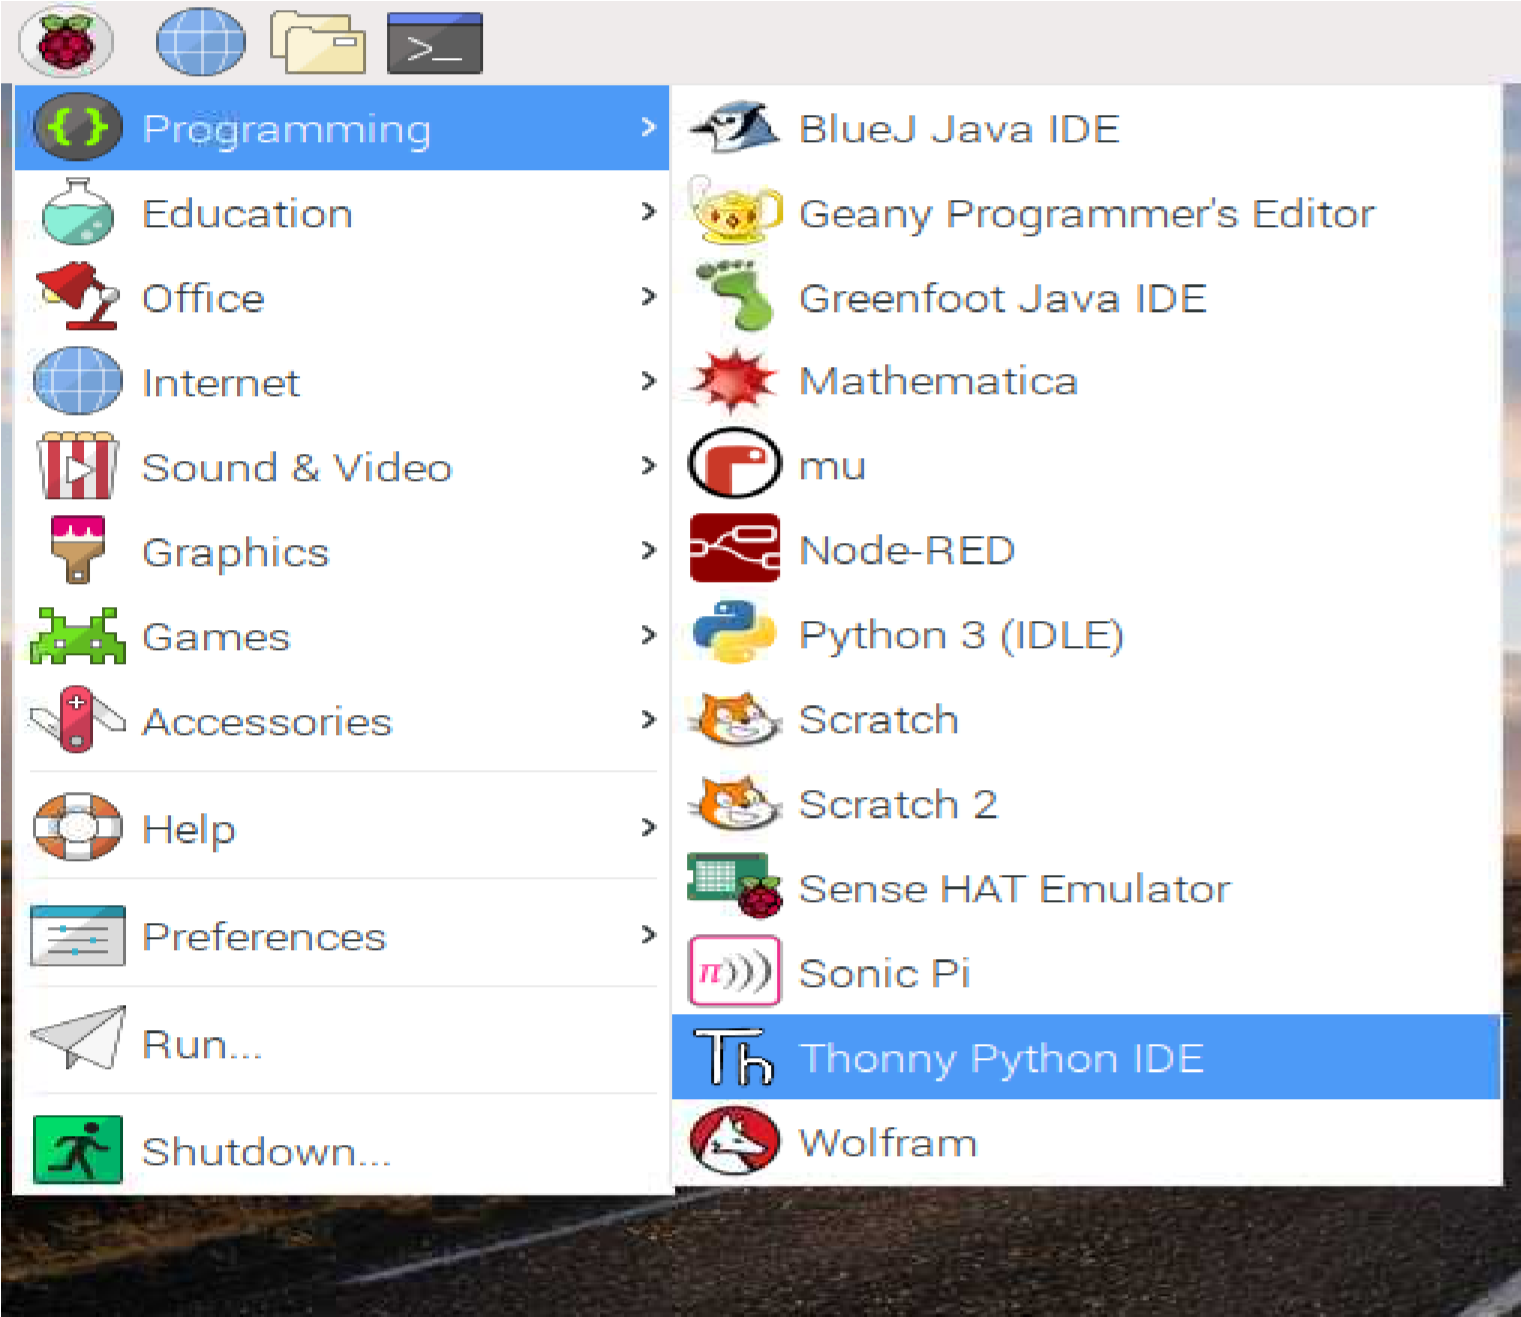 >_
Programming
Education
Office
Internet
Sound & Video
Graphics
Games
Accessories
Help
Preferences
Run...
Shutdown...
BlueJ Java IDE
Geany Programmer's Editor
Greenfoot Java IDE
Mathematica
mu
Node-RED
Python 3 (IDLE)
Scratch
Scratch 2
Sense HAT Emulator
π)))
Sonic Pi
Th
Thonny Python IDE
Wolfram